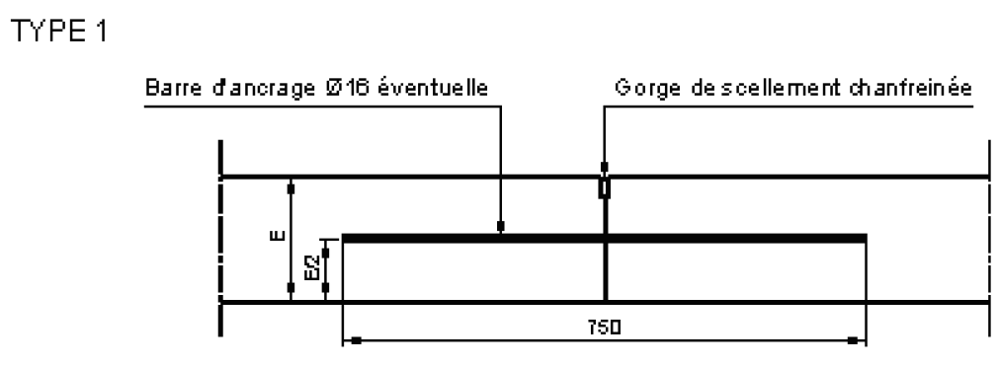 TYPE 1
Barre d'ancrage Ø16 éventuelle
Gorge de scellement chanfreinée
E
E/2
750